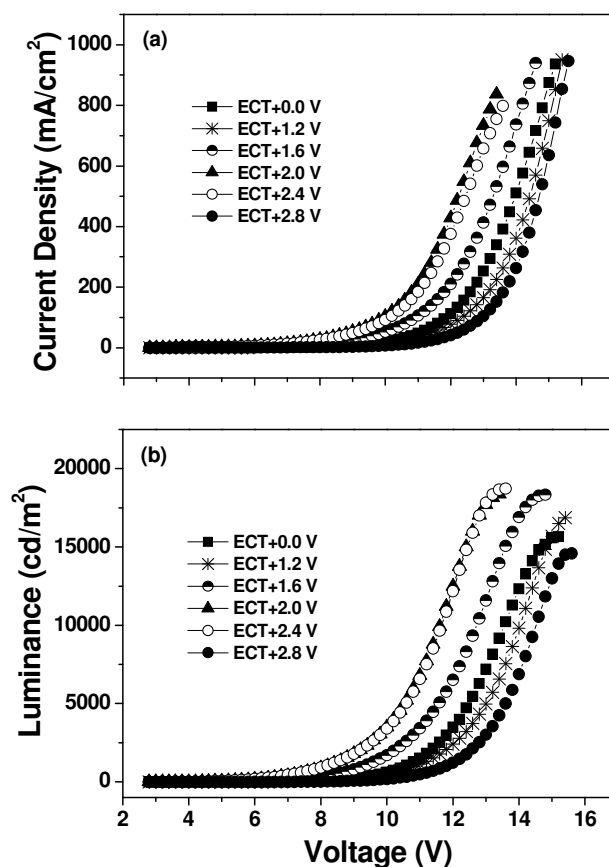 (a)
1000
800
600
400
200
0
Current Density (mA/cm²)
ECT+0.0 V
ECT+1.2 V
ECT+1.6 V
ECT+2.0 V
ECT+2.4 V
ECT+2.8 V
(b)
20000
15000
10000
5000
0
Luminance (cd/m²)
ECT+0.0 V
ECT+1.2 V
ECT+1.6 V
ECT+2.0 V
ECT+2.4 V
ECT+2.8 V
2 4 6 8 10 12 14 16
Voltage (V)